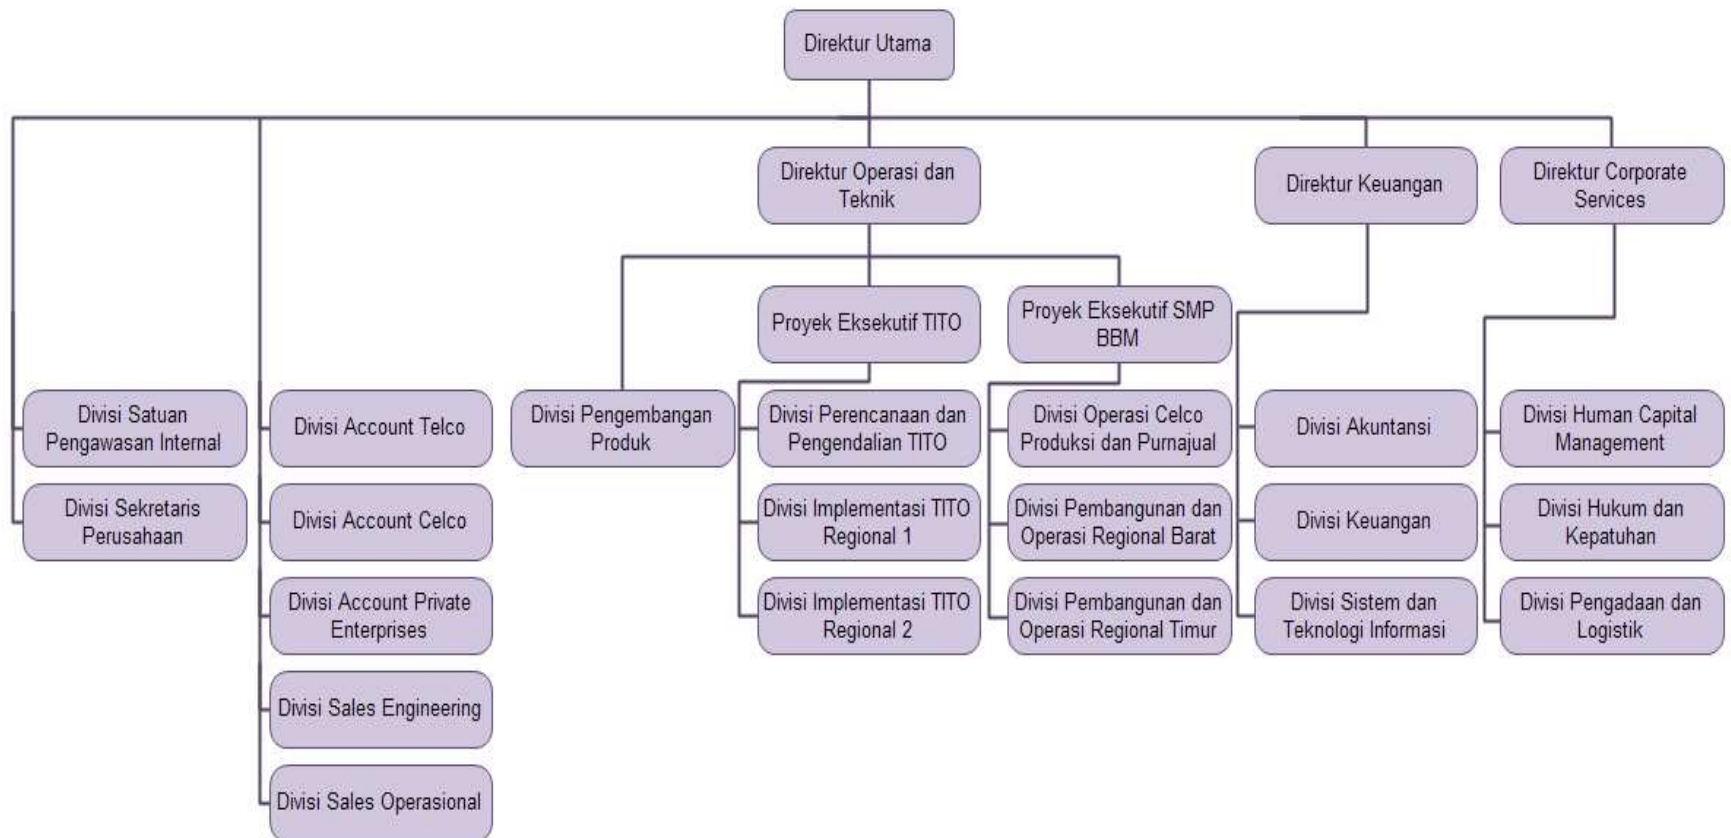 Direktur Utama
Direktur Operasi dan
Teknik
Direktur Keuangan
Direktur Corporate
Services
Proyek Eksekutif TITO
Proyek Eksekutif SMP
BBM
Divisi Satuan
Pengawasan Internal
Divisi Account Telco
Divisi Pengembangan
Produk
Divisi Perencanaan dan
Pengendalian TITO
Divisi Operasi Celco
Produksi dan Purnajual
Divisi Akuntansi
Divisi Human Capital
Management
Divisi Sekretaris
Perusahaan
Divisi Account Celco
Divisi Implementasi TITO
Regional 1
Divisi Pembangunan dan
Operasi Regional Barat
Divisi Keuangan
Divisi Hukum dan
Kepatuhan
Divisi Account Private
Enterprises
Divisi Implementasi TITO
Regional 2
Divisi Pembangunan dan
Operasi Regional Timur
Divisi Sistem dan
Teknologi Informasi
Divisi Pengadaan dan
Logistik
Divisi Sales Engineering
Divisi Sales Operasional